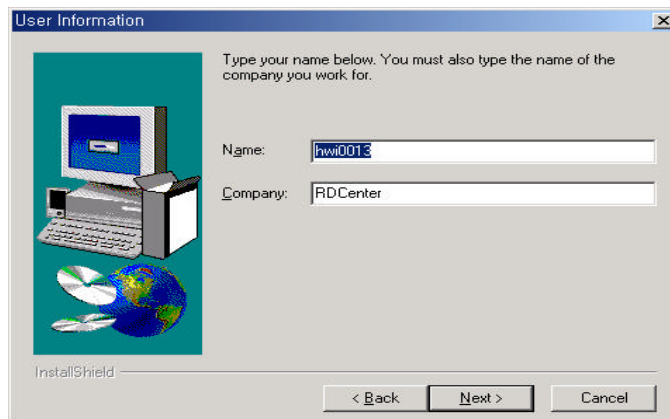 User Information
Type your name below. You must also type the name of the
company you work for.
Name: hwi0013
Company: RDCenter
InstallShield
< Back Next > Cancel